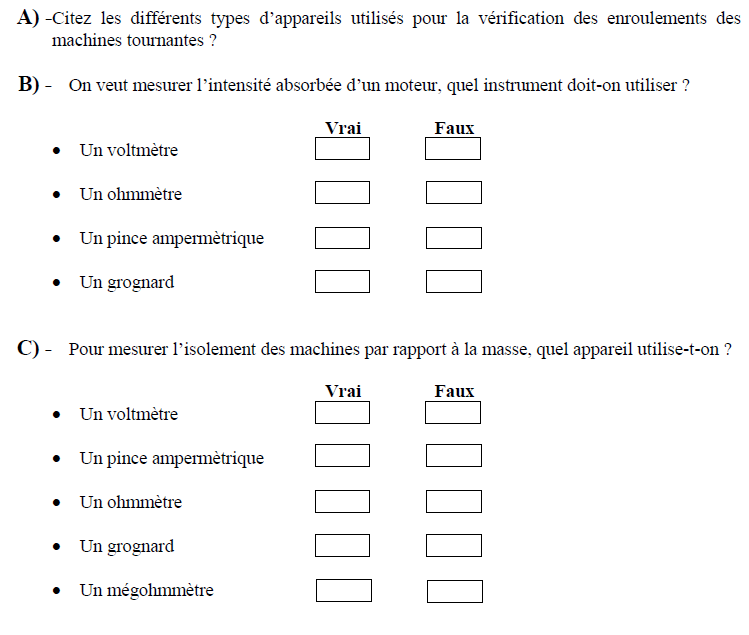 A) -Citez les différents types d’appareils utilisés pour la vérification des enroulements des
machines tournantes ?
B) - On veut mesurer l’intensité absorbée d’un moteur, quel instrument doit-on utiliser ?
Vrai Faux
• Un voltmètre
• Un ohmmètre
• Un pince ampermètrique
• Un grognard
C) - Pour mesurer l’isolement des machines par rapport à la masse, quel appareil utilise-t-on ?
Vrai Faux
• Un voltmètre
• Un pince ampermètrique
• Un ohmmètre
• Un grognard
• Un mégohmmètre